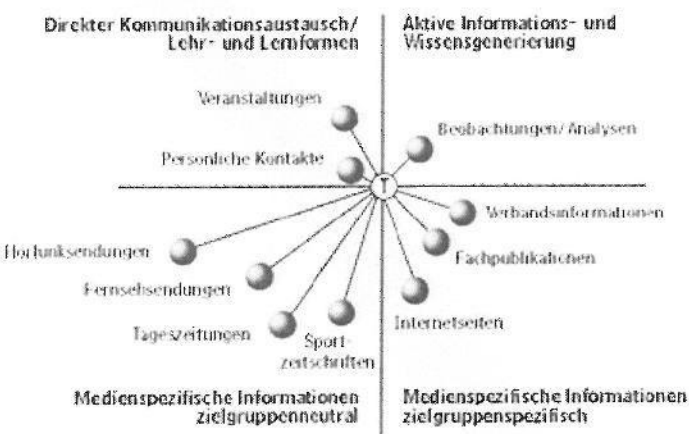 Direkter Kommunikationsaustausch/
Lehr- und Lernformen
Aktive Informations- und
Wissensgenerierung
Veranstaltungen
Beobachtungen/Analysen
Persönliche Kontakte
T
Verbandsinformationen
Hörfunksendungen
Fachpublikationen
Fernsehsendungen
Tageszeitungen
Sport-
zeitschriften
Internetseiten
Medienspezifische Informationen
zielgruppenneutral
Medienspezifische Informationen
zielgruppenspezifisch